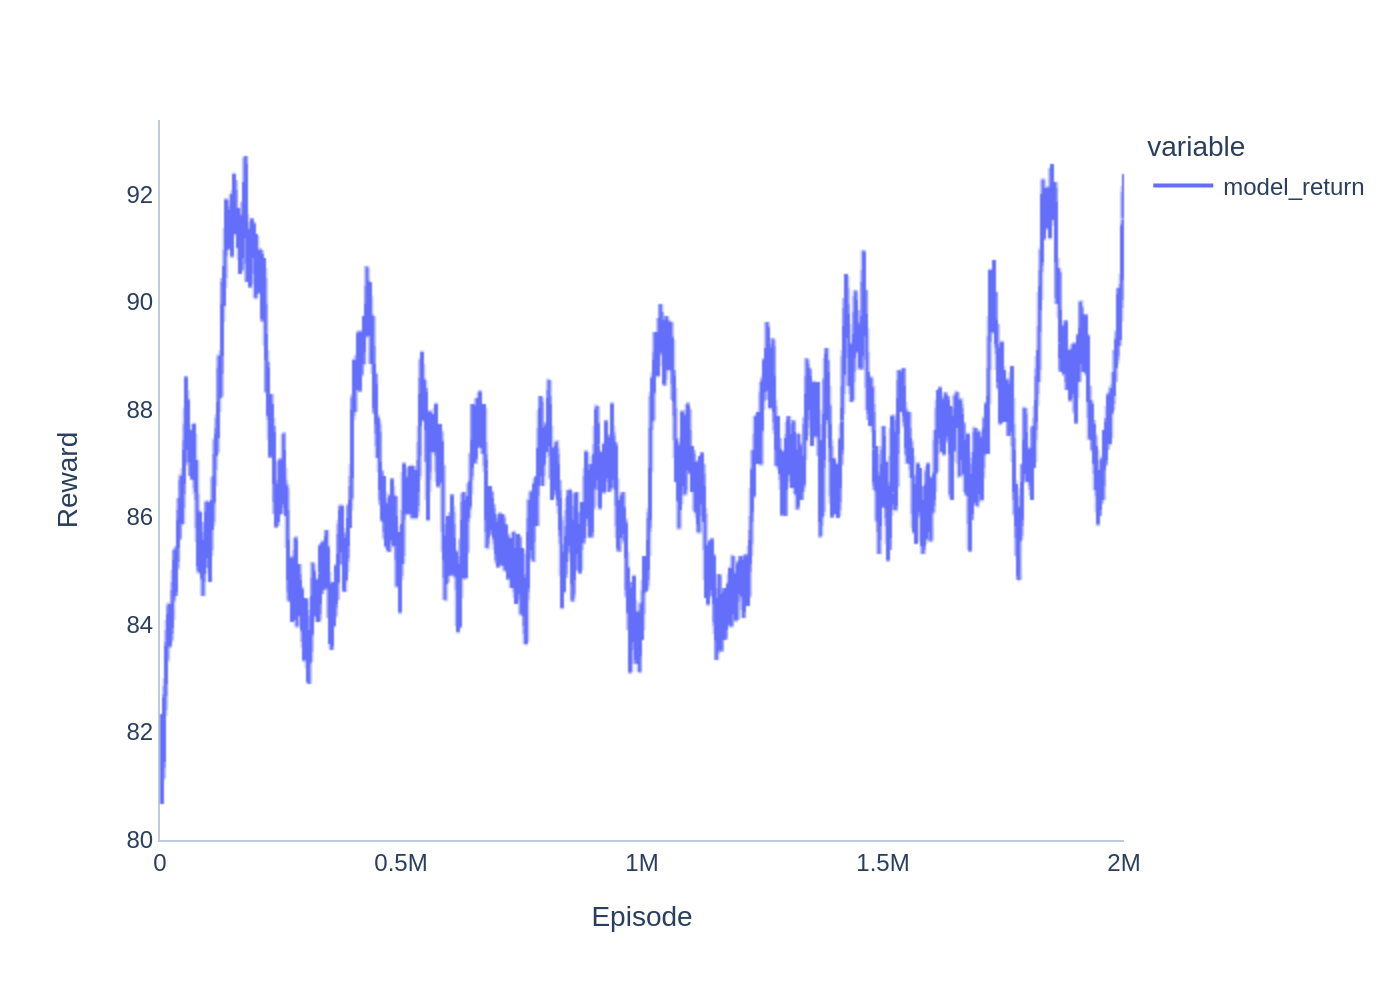 variable
model_return
92
90
88
86
84
82
80
Reward
0
0.5M
1M
1.5M
2M
Episode